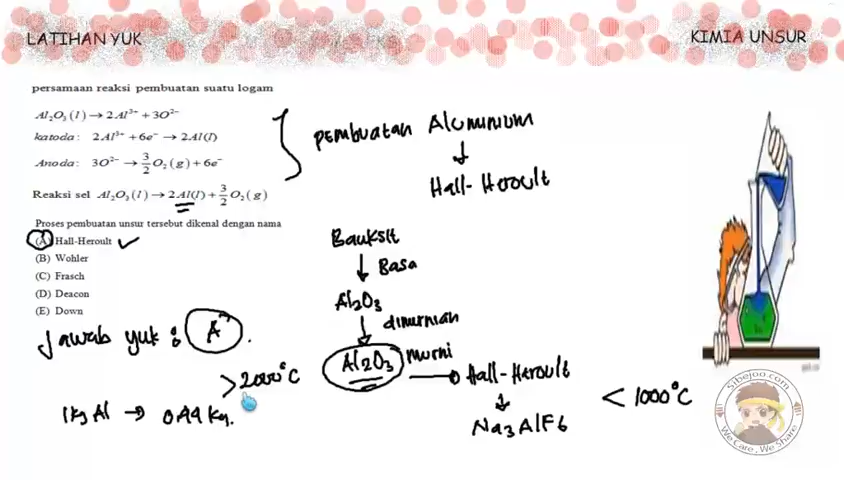 LATIHAN YUK
KIMIA UNSUR
persamaan reaksi pembuatan suatu logam
Al₂O₃(l) → 2Al³⁺ + 3O²⁻
katoda: 2Al³⁺ + 6e⁻ → 2Al(l)
Anoda: 3O²⁻ → 3/2 O₂(g) + 6e⁻
Reaksi sel Al₂O₃(l) → 2Al(l) + 3/2 O₂(g)
Proses pembuatan unsur tersebut dikenal dengan nama
(A) Hall-Heroult ✓
(B) Wohler
(C) Frasch
(D) Deacon
(E) Down
Jawab yuk : A
pembuatan Aluminium
↓
Hall-Heroult
Bauksit
↓ Basa
Al₂O₃
↓ dimurnian
Al₂O₃ murni → Hall-Heroult
↓
Na₃AlF₆
> 2000°C
< 1000°C
1 kg Al →
kg.
Sibejoo.com
We Care, We Share